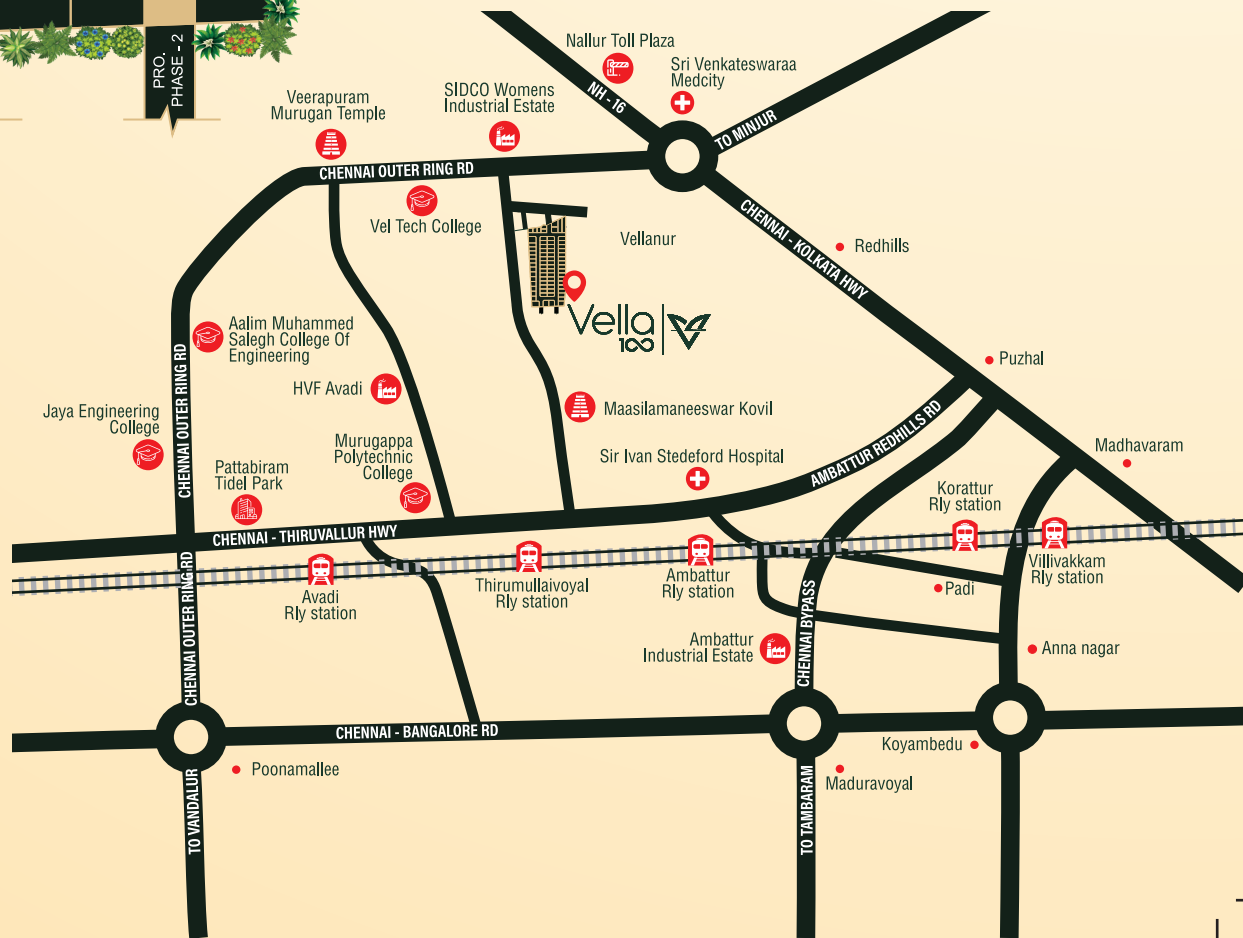 PRO.
PHASE - 2
Nallur Toll Plaza
Sri Venkateswaraa
Medcity
NH - 16
TO MINJUR
SIDCO Womens
Industrial Estate
Veerapuram
Murugan Temple
CHENNAI OUTER RING RD
Vel Tech College
Vellanur
CHENNAI - KOLKATA HWY
Redhills
Vella
100
Aalim Muhammed
Salegh College Of
Engineering
CHENNAI OUTER RING RD
HVF Avadi
Puzhal
Jaya Engineering
College
Maasilamaneeswar Kovil
AMBATTUR REDHILLS RD
Murugappa
Polytechnic
College
Pattabiram
Tidel Park
Sir Ivan Stedeford Hospital
Madhavaram
Korattur
Rly station
CHENNAI - THIRUVALLUR HWY
Avadi
Rly station
Thirumullaivoyal
Rly station
Ambattur
Rly station
Villivakkam
Rly station
Padi
CHENNAI OUTER RING RD
CHENNAI BYPASS
Ambattur
Industrial Estate
Anna nagar
CHENNAI - BANGALORE RD
Koyambedu
Poonamallee
Maduravoyal
TO VANDALUR
TO TAMBARAM